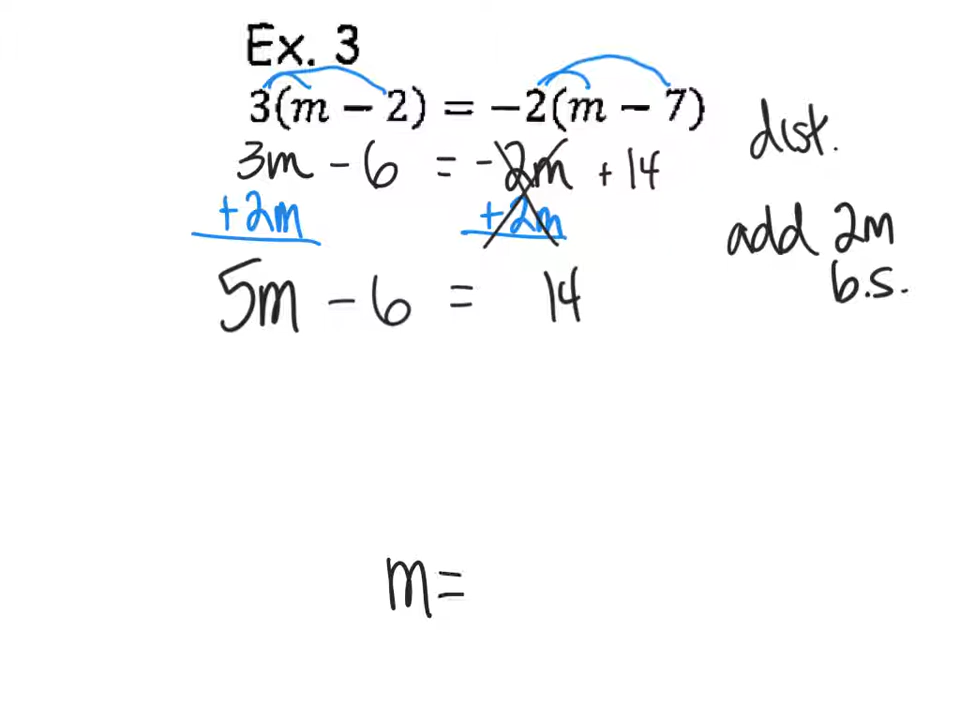 Ex. 3
3(m − 2) = −2(m − 7)
dist.
3m - 6 = -2m + 14
+2m +2m
add 2m
b.s.
5m - 6 = 14
m=